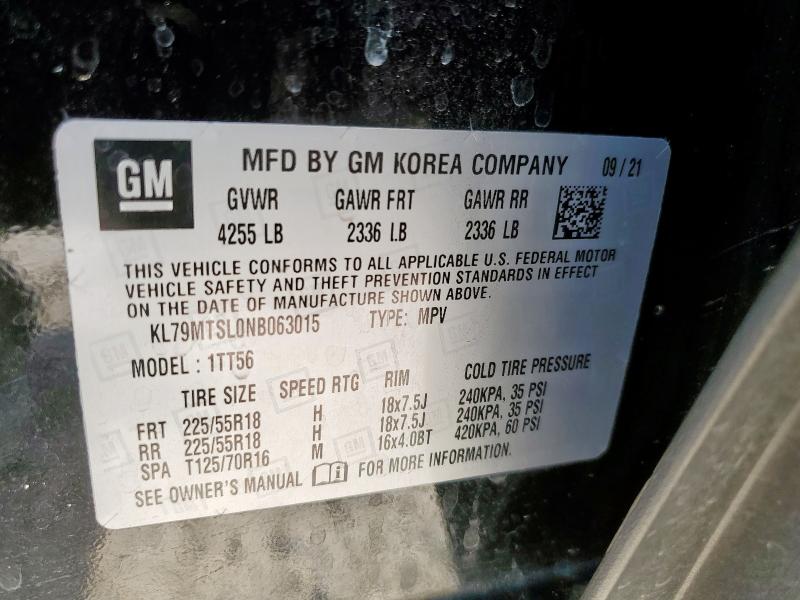 GM
MFD BY GM KOREA COMPANY 09 / 21
GVWR GAWR FRT GAWR RR
4255 LB 2336 LB 2336 LB
THIS VEHICLE CONFORMS TO ALL APPLICABLE U.S. FEDERAL MOTOR
VEHICLE SAFETY AND THEFT PREVENTION STANDARDS IN EFFECT
ON THE DATE OF MANUFACTURE SHOWN ABOVE.
KL79MTSL0NB063015 TYPE: MPV
MODEL : 1TT56
TIRE SIZE SPEED RTG RIM COLD TIRE PRESSURE
FRT 225/55R18 H 18x7.5J 240KPA, 35 PSI
RR 225/55R18 H 18x7.5J 240KPA, 35 PSI
SPA T125/70R16 M 16x4.0BT 420KPA, 60 PSI
SEE OWNER'S MANUAL FOR MORE INFORMATION.